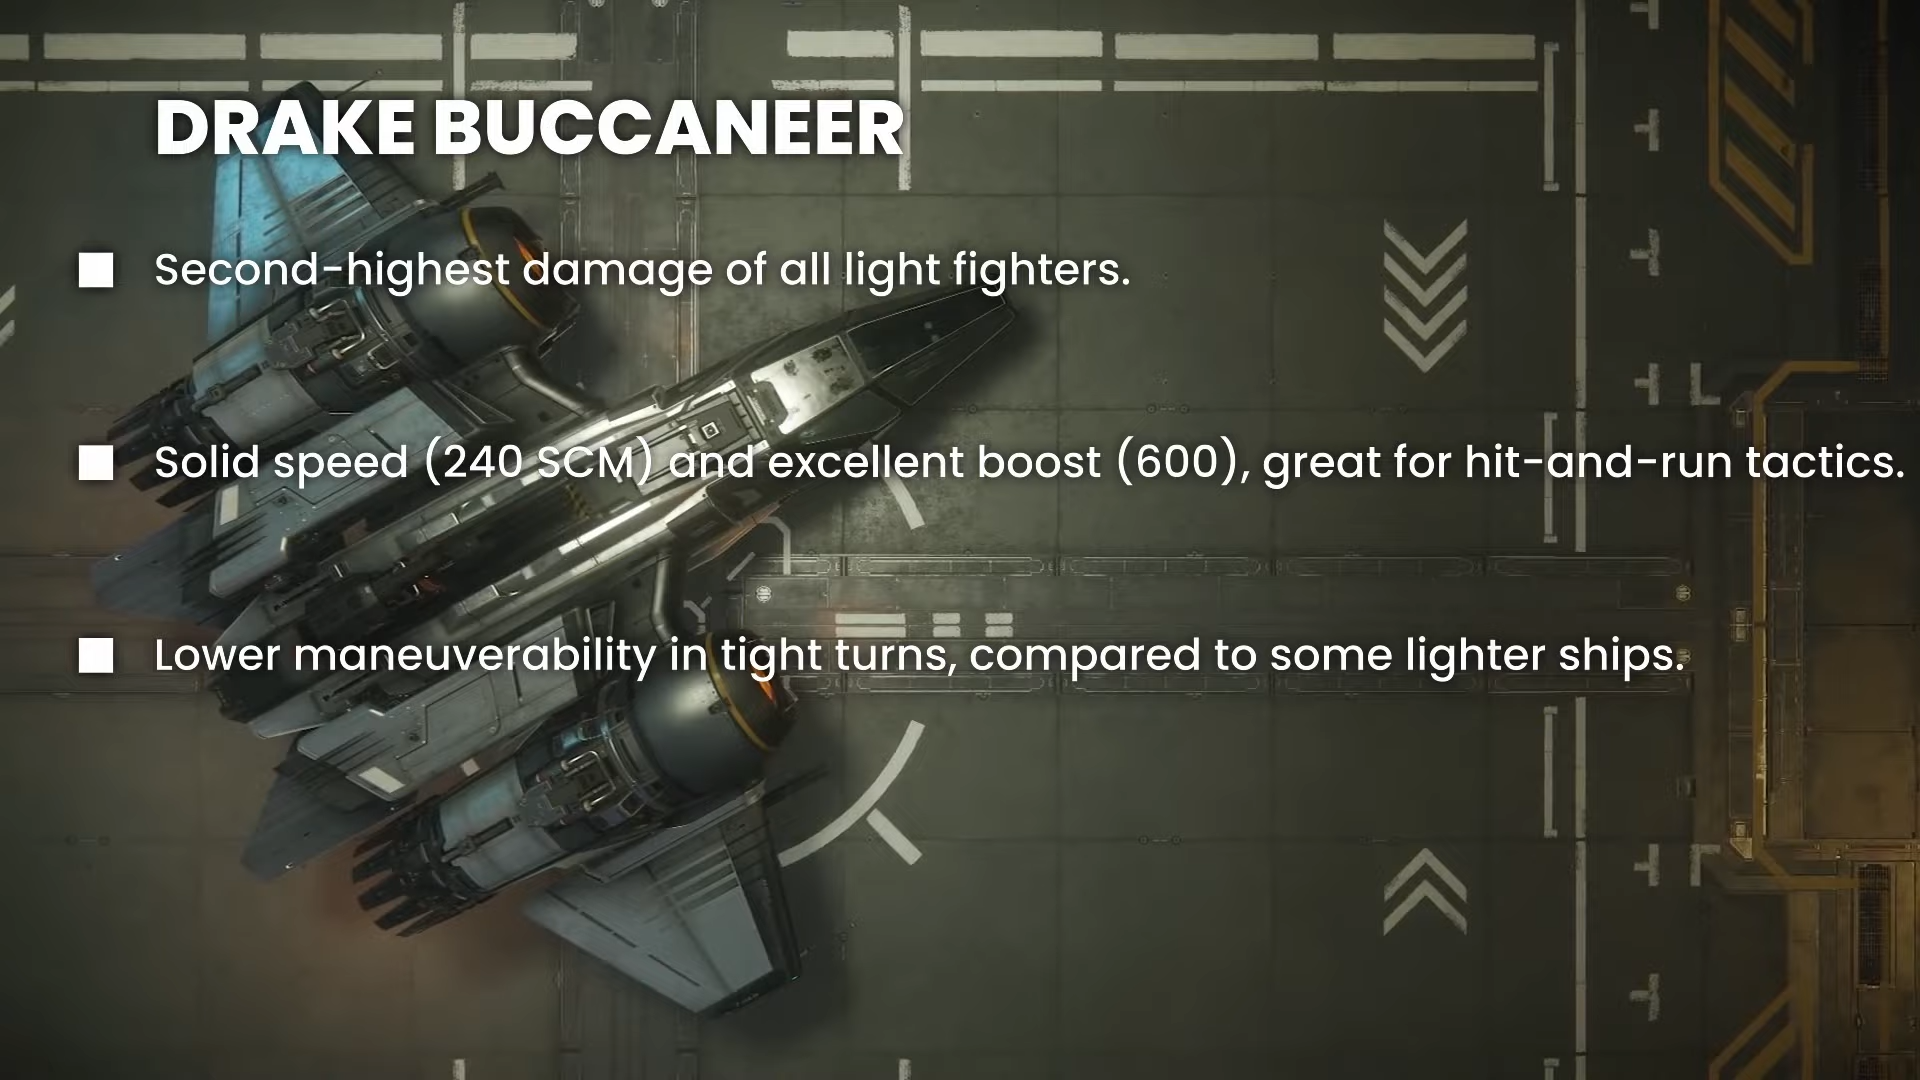 DRAKE BUCCANEER
Second-highest damage of all light fighters.
Solid speed (240 SCM) and excellent boost (600), great for hit-and-run tactics.
Lower maneuverability in tight turns, compared to some lighter ships.